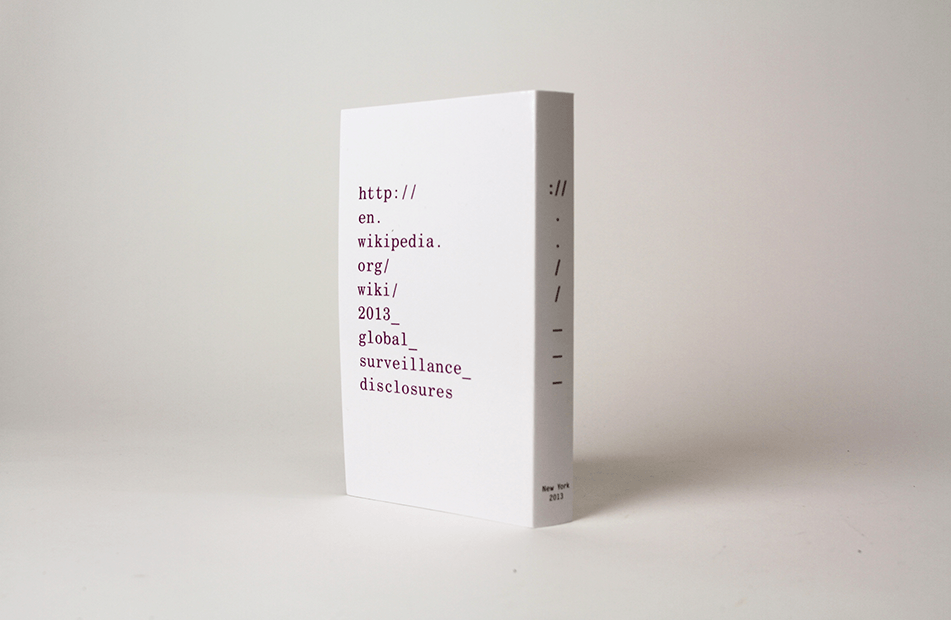 http://
en.
wikipedia.
org/
wiki/
2013_
global_
surveillance_
disclosures
://
.
.
/
/
_
_
_
New York
2013